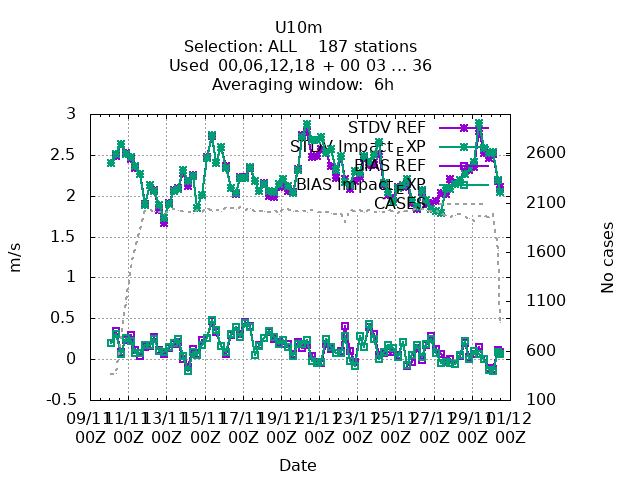 U10m
Selection: ALL    187 stations
Used  00,06,12,18 + 00 03 ... 36
Averaging window:  6h
3
2.5
2
1.5
1
0.5
0
-0.5
m/s
STDV REF
STDV Impact_EXP
BIAS REF
BIAS Impact_EXP
CASES
2600
2100
1600
1100
600
100
No cases
09/11 11/11 13/11 15/11 17/11 19/11 21/11 23/11 25/11 27/11 29/11 01/12
00Z 00Z 00Z 00Z 00Z 00Z 00Z 00Z 00Z 00Z 00Z 00Z
Date